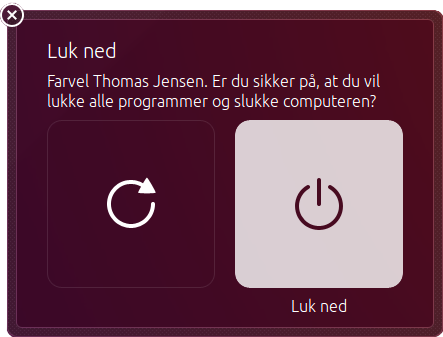 Luk ned
Farvel Thomas Jensen. Er du sikker på, at du vil
lukke alle programmer og slukke computeren?
Luk ned